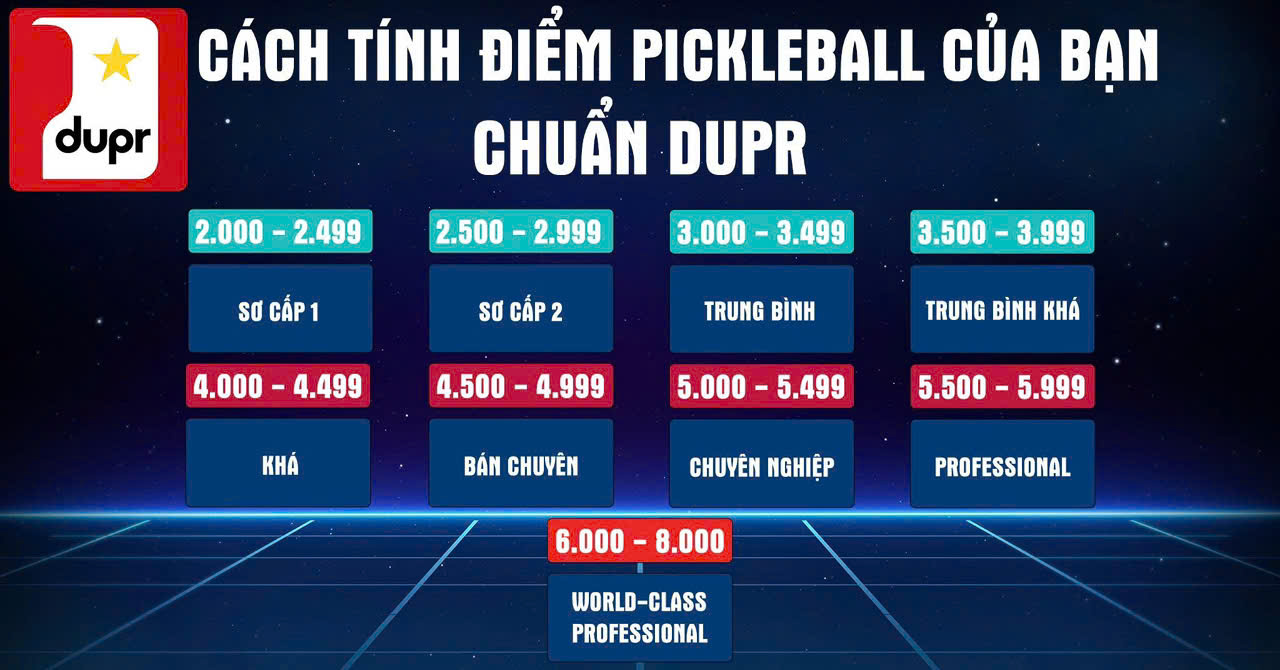 dupr
CÁCH TÍNH ĐIỂM PICKLEBALL CỦA BẠN
CHUẨN DUPR
2.000 - 2.499
2.500 - 2.999
3.000 - 3.499
3.500 - 3.999
SƠ CẤP 1
SƠ CẤP 2
TRUNG BÌNH
TRUNG BÌNH KHÁ
4.000 - 4.499
4.500 - 4.999
5.000 - 5.499
5.500 - 5.999
KHÁ
BÁN CHUYÊN
CHUYÊN NGHIỆP
PROFESSIONAL
6.000 - 8.000
WORLD-CLASS
PROFESSIONAL